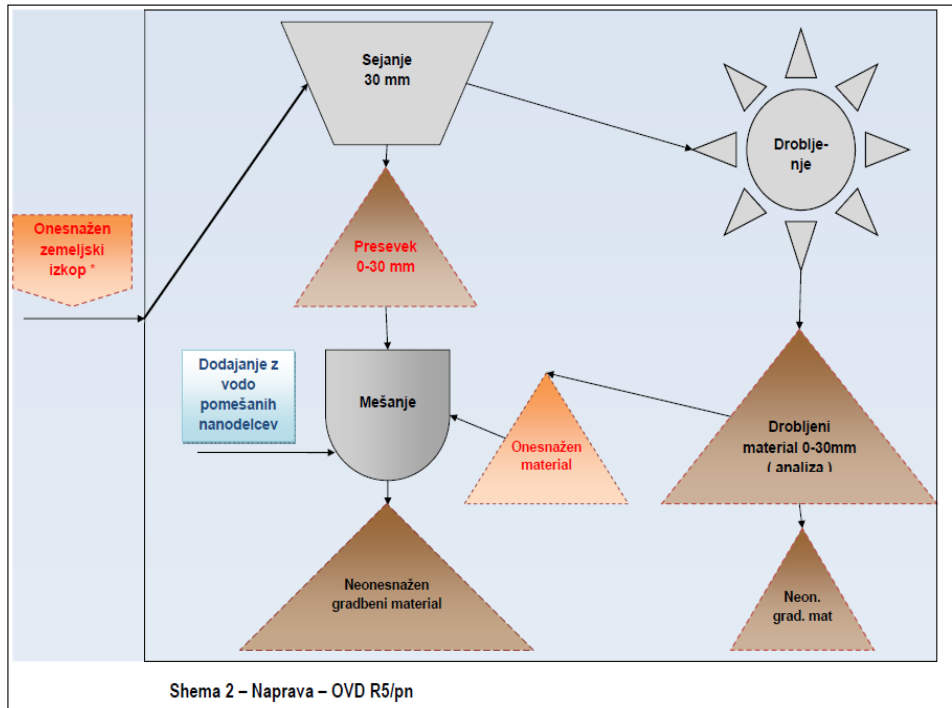 Sejanje
30 mm
Droblje-
nje
Onesnažen
zemeljski
izkop *
Presevek
0-30 mm
Dodajanje z
vodo
pomešanih
nanodelcev
Mešanje
Onesnažen
material
Drobljeni
material 0-30mm
( analiza )
Neonesnažen
gradbeni material
Neon.
grad. mat
Shema 2 – Naprava – OVD R5/pn